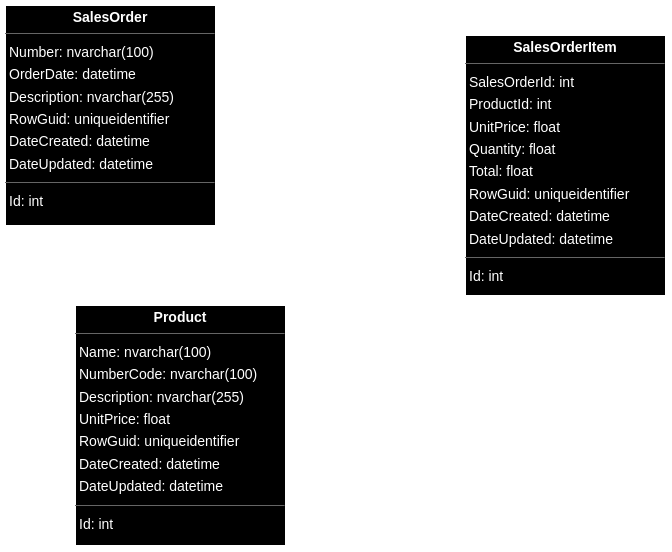 SalesOrder
Number: nvarchar(100)
OrderDate: datetime
Description: nvarchar(255)
RowGuid: uniqueidentifier
DateCreated: datetime
DateUpdated: datetime
Id: int
SalesOrderItem
SalesOrderId: int
ProductId: int
UnitPrice: float
Quantity: float
Total: float
RowGuid: uniqueidentifier
DateCreated: datetime
DateUpdated: datetime
Id: int
Product
Name: nvarchar(100)
NumberCode: nvarchar(100)
Description: nvarchar(255)
UnitPrice: float
RowGuid: uniqueidentifier
DateCreated: datetime
DateUpdated: datetime
Id: int